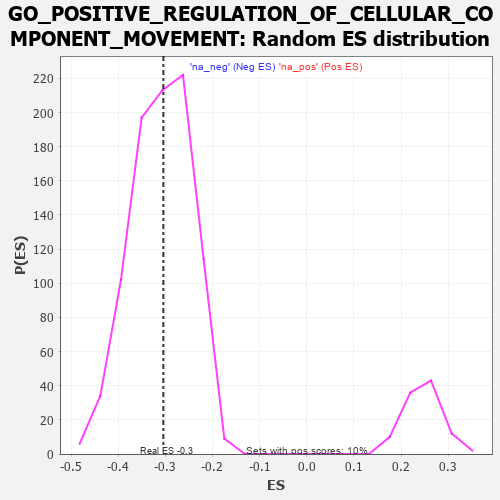 GO_POSITIVE_REGULATION_OF_CELLULAR_CO
MPONENT_MOVEMENT: Random ES distribution
'na_neg' (Neg ES) 'na_pos' (Pos ES)
220
200
180
160
140
120
100
80
60
40
20
0
P(ES)
Real ES -0.3
Sets with pos scores: 10%
-0.5 -0.4 -0.3 -0.2 -0.1 0.0 0.1 0.2 0.3
ES